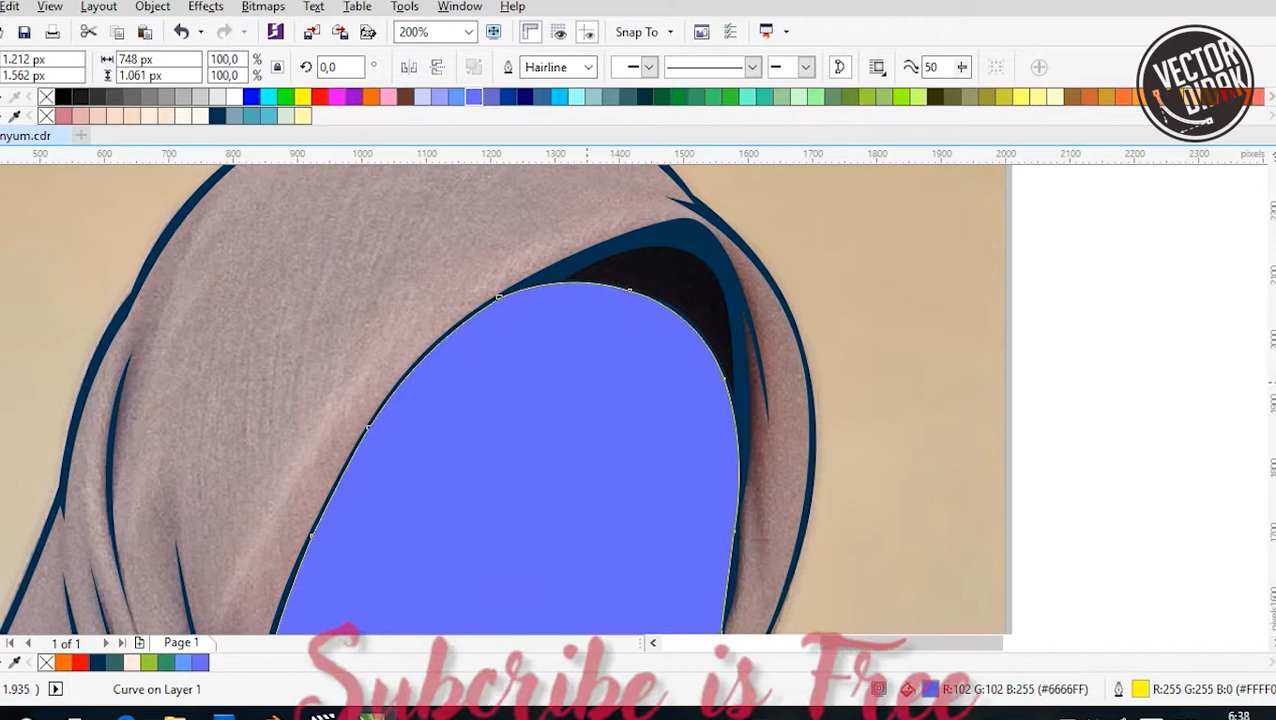 Edit View Layout Object Effects Bitmaps Text Table Tools Window Help
200% Snap To
1.212 px 748 px 100,0 %
1.562 px 1.061 px 100,0 % 0,0 ° Hairline 50
VECTOR
DIDAK
nyum.cdr
500 600 700 800 900 1000 1100 1200 1300 1400 1500 1600 1700 1800 1900 2000 2100 2200 2300 pixels
1 of 1 Page 1
Subcribe is Free
1.935 ) Curve on Layer 1 R:102 G:102 B:255 (#6666FF) R:255 G:255 B:0 (#FFFF0
6:38